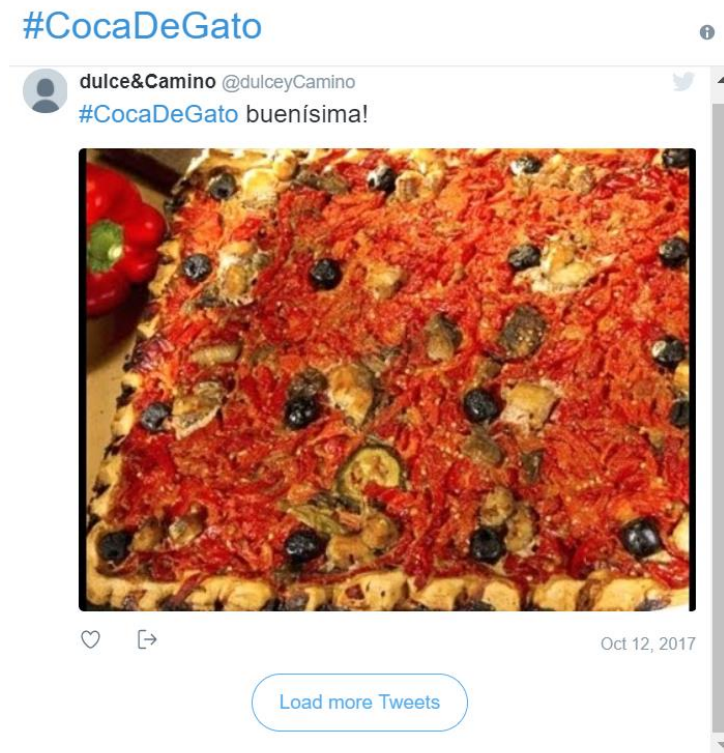 #CocaDeGato
dulce&Camino @dulceyCamino
#CocaDeGato buenísima!
Oct 12, 2017
Load more Tweets